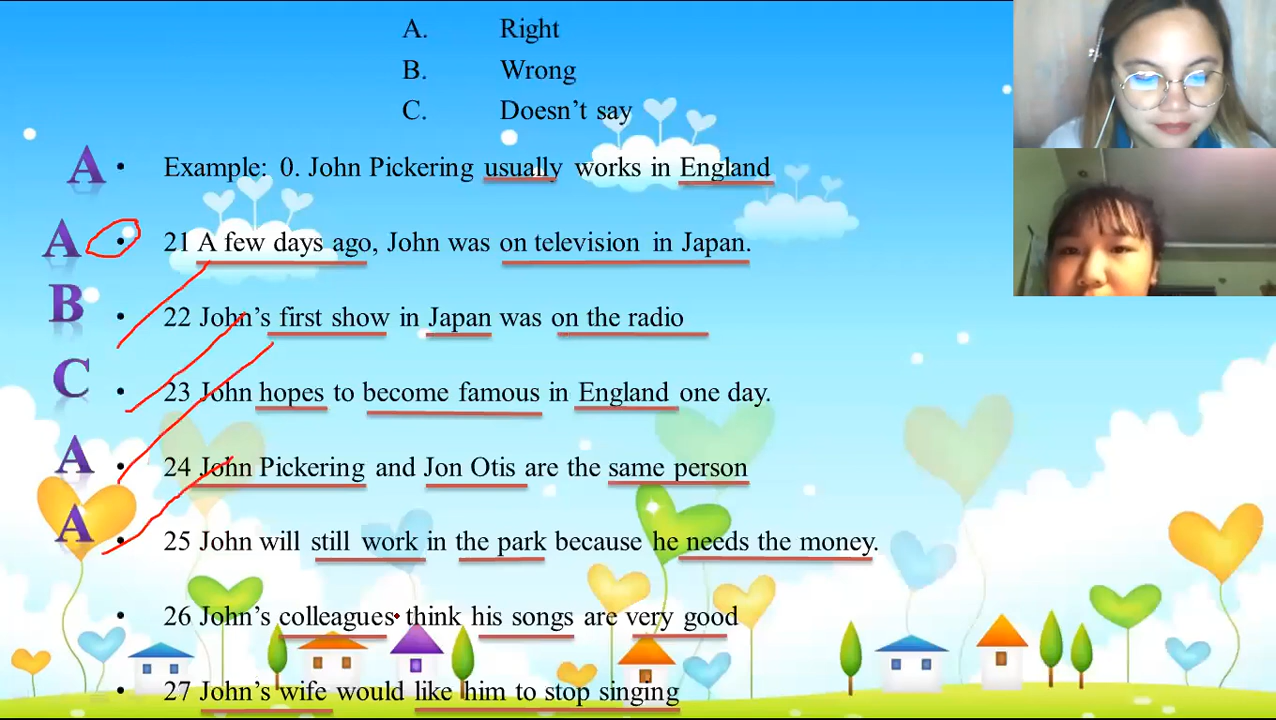 A. Right
B. Wrong
C. Doesn't say
A • Example: 0. John Pickering usually works in England
A • 21 A few days ago, John was on television in Japan.
B • 22 John's first show in Japan was on the radio
C • 23 John hopes to become famous in England one day.
A • 24 John Pickering and Jon Otis are the same person
A • 25 John will still work in the park because he needs the money.
• 26 John's colleagues think his songs are very good
• 27 John's wife would like him to stop singing